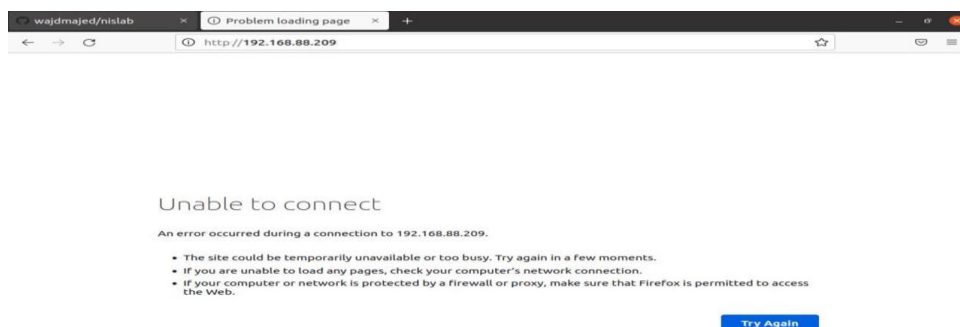 wajdmajed/nislab
Problem loading page
http://192.168.88.209
Unable to connect
An error occurred during a connection to 192.168.88.209.
• The site could be temporarily unavailable or too busy. Try again in a few moments.
• If you are unable to load any pages, check your computer's network connection.
• If your computer or network is protected by a firewall or proxy, make sure that Firefox is permitted to access
the Web.
Try Again